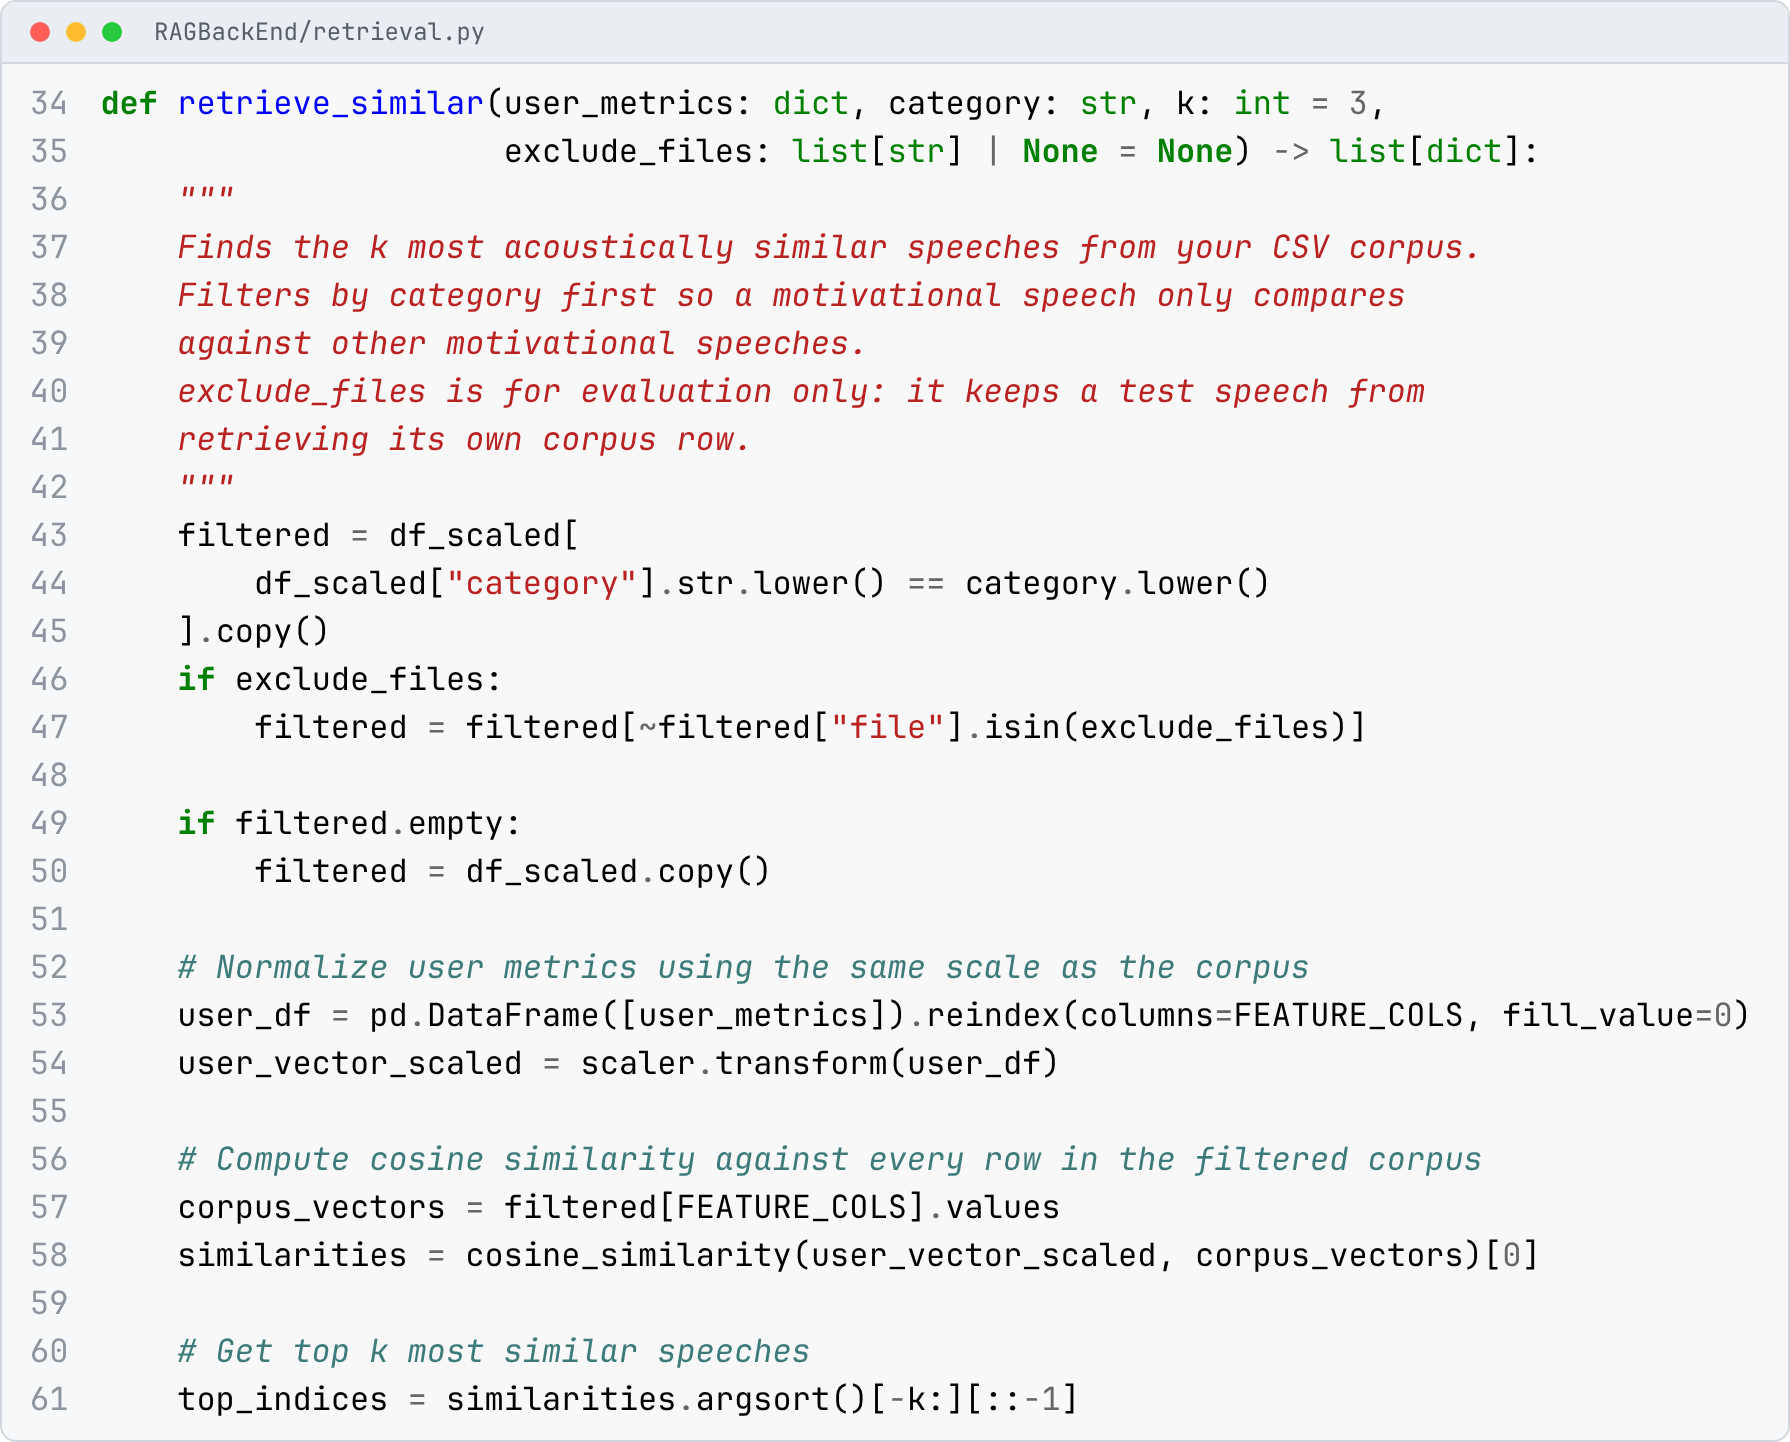 RAGBackEnd/retrieval.py
34 def retrieve_similar(user_metrics: dict, category: str, k: int = 3,
35                      exclude_files: list[str] | None = None) -> list[dict]:
36     """
37     Finds the k most acoustically similar speeches from your CSV corpus.
38     Filters by category first so a motivational speech only compares
39     against other motivational speeches.
40     exclude_files is for evaluation only: it keeps a test speech from
41     retrieving its own corpus row.
42     """
43     filtered = df_scaled[
44         df_scaled["category"].str.lower() == category.lower()
45     ].copy()
46     if exclude_files:
47         filtered = filtered[~filtered["file"].isin(exclude_files)]
48
49     if filtered.empty:
50         filtered = df_scaled.copy()
51
52     # Normalize user metrics using the same scale as the corpus
53     user_df = pd.DataFrame([user_metrics]).reindex(columns=FEATURE_COLS, fill_value=0)
54     user_vector_scaled = scaler.transform(user_df)
55
56     # Compute cosine similarity against every row in the filtered corpus
57     corpus_vectors = filtered[FEATURE_COLS].values
58     similarities = cosine_similarity(user_vector_scaled, corpus_vectors)[0]
59
60     # Get top k most similar speeches
61     top_indices = similarities.argsort()[-k:][::-1]